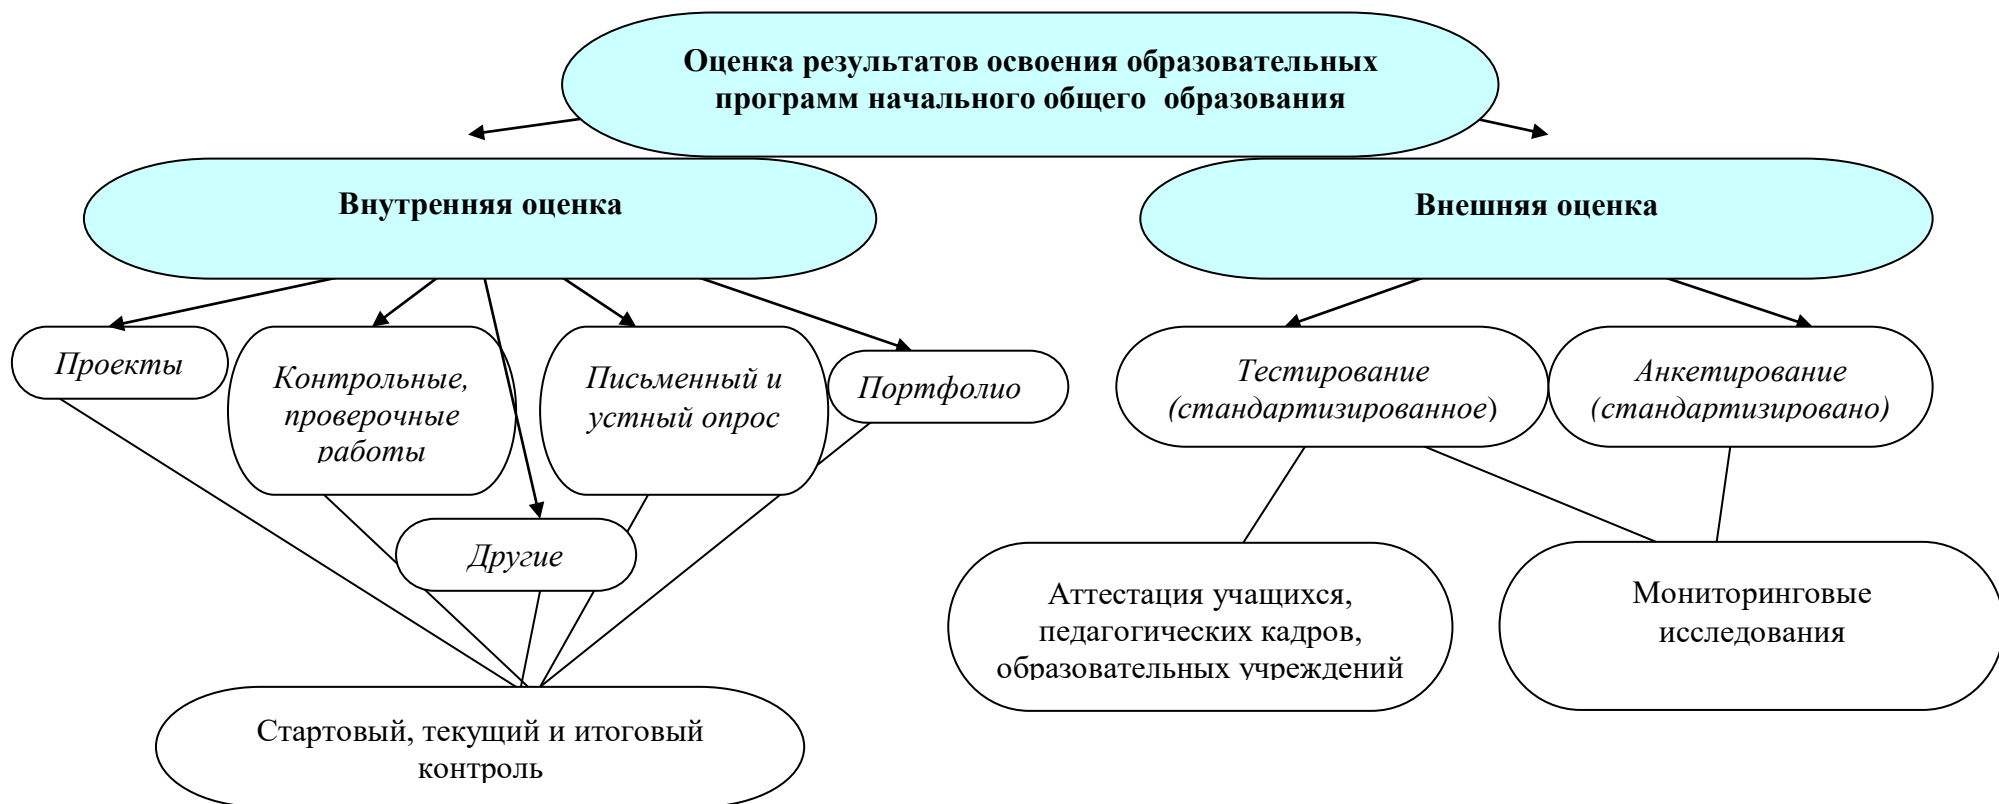 Оценка результатов освоения образовательных
программ начального общего образования
Внутренняя оценка
Внешняя оценка
Проекты
Контрольные,
проверочные
работы
Письменный и
устный опрос
Портфолио
Тестирование
(стандартизированное)
Анкетирование
(стандартизировано)
Другие
Аттестация учащихся,
педагогических кадров,
образовательных учреждений
Мониторинговые
исследования
Стартовый, текущий и итоговый
контроль